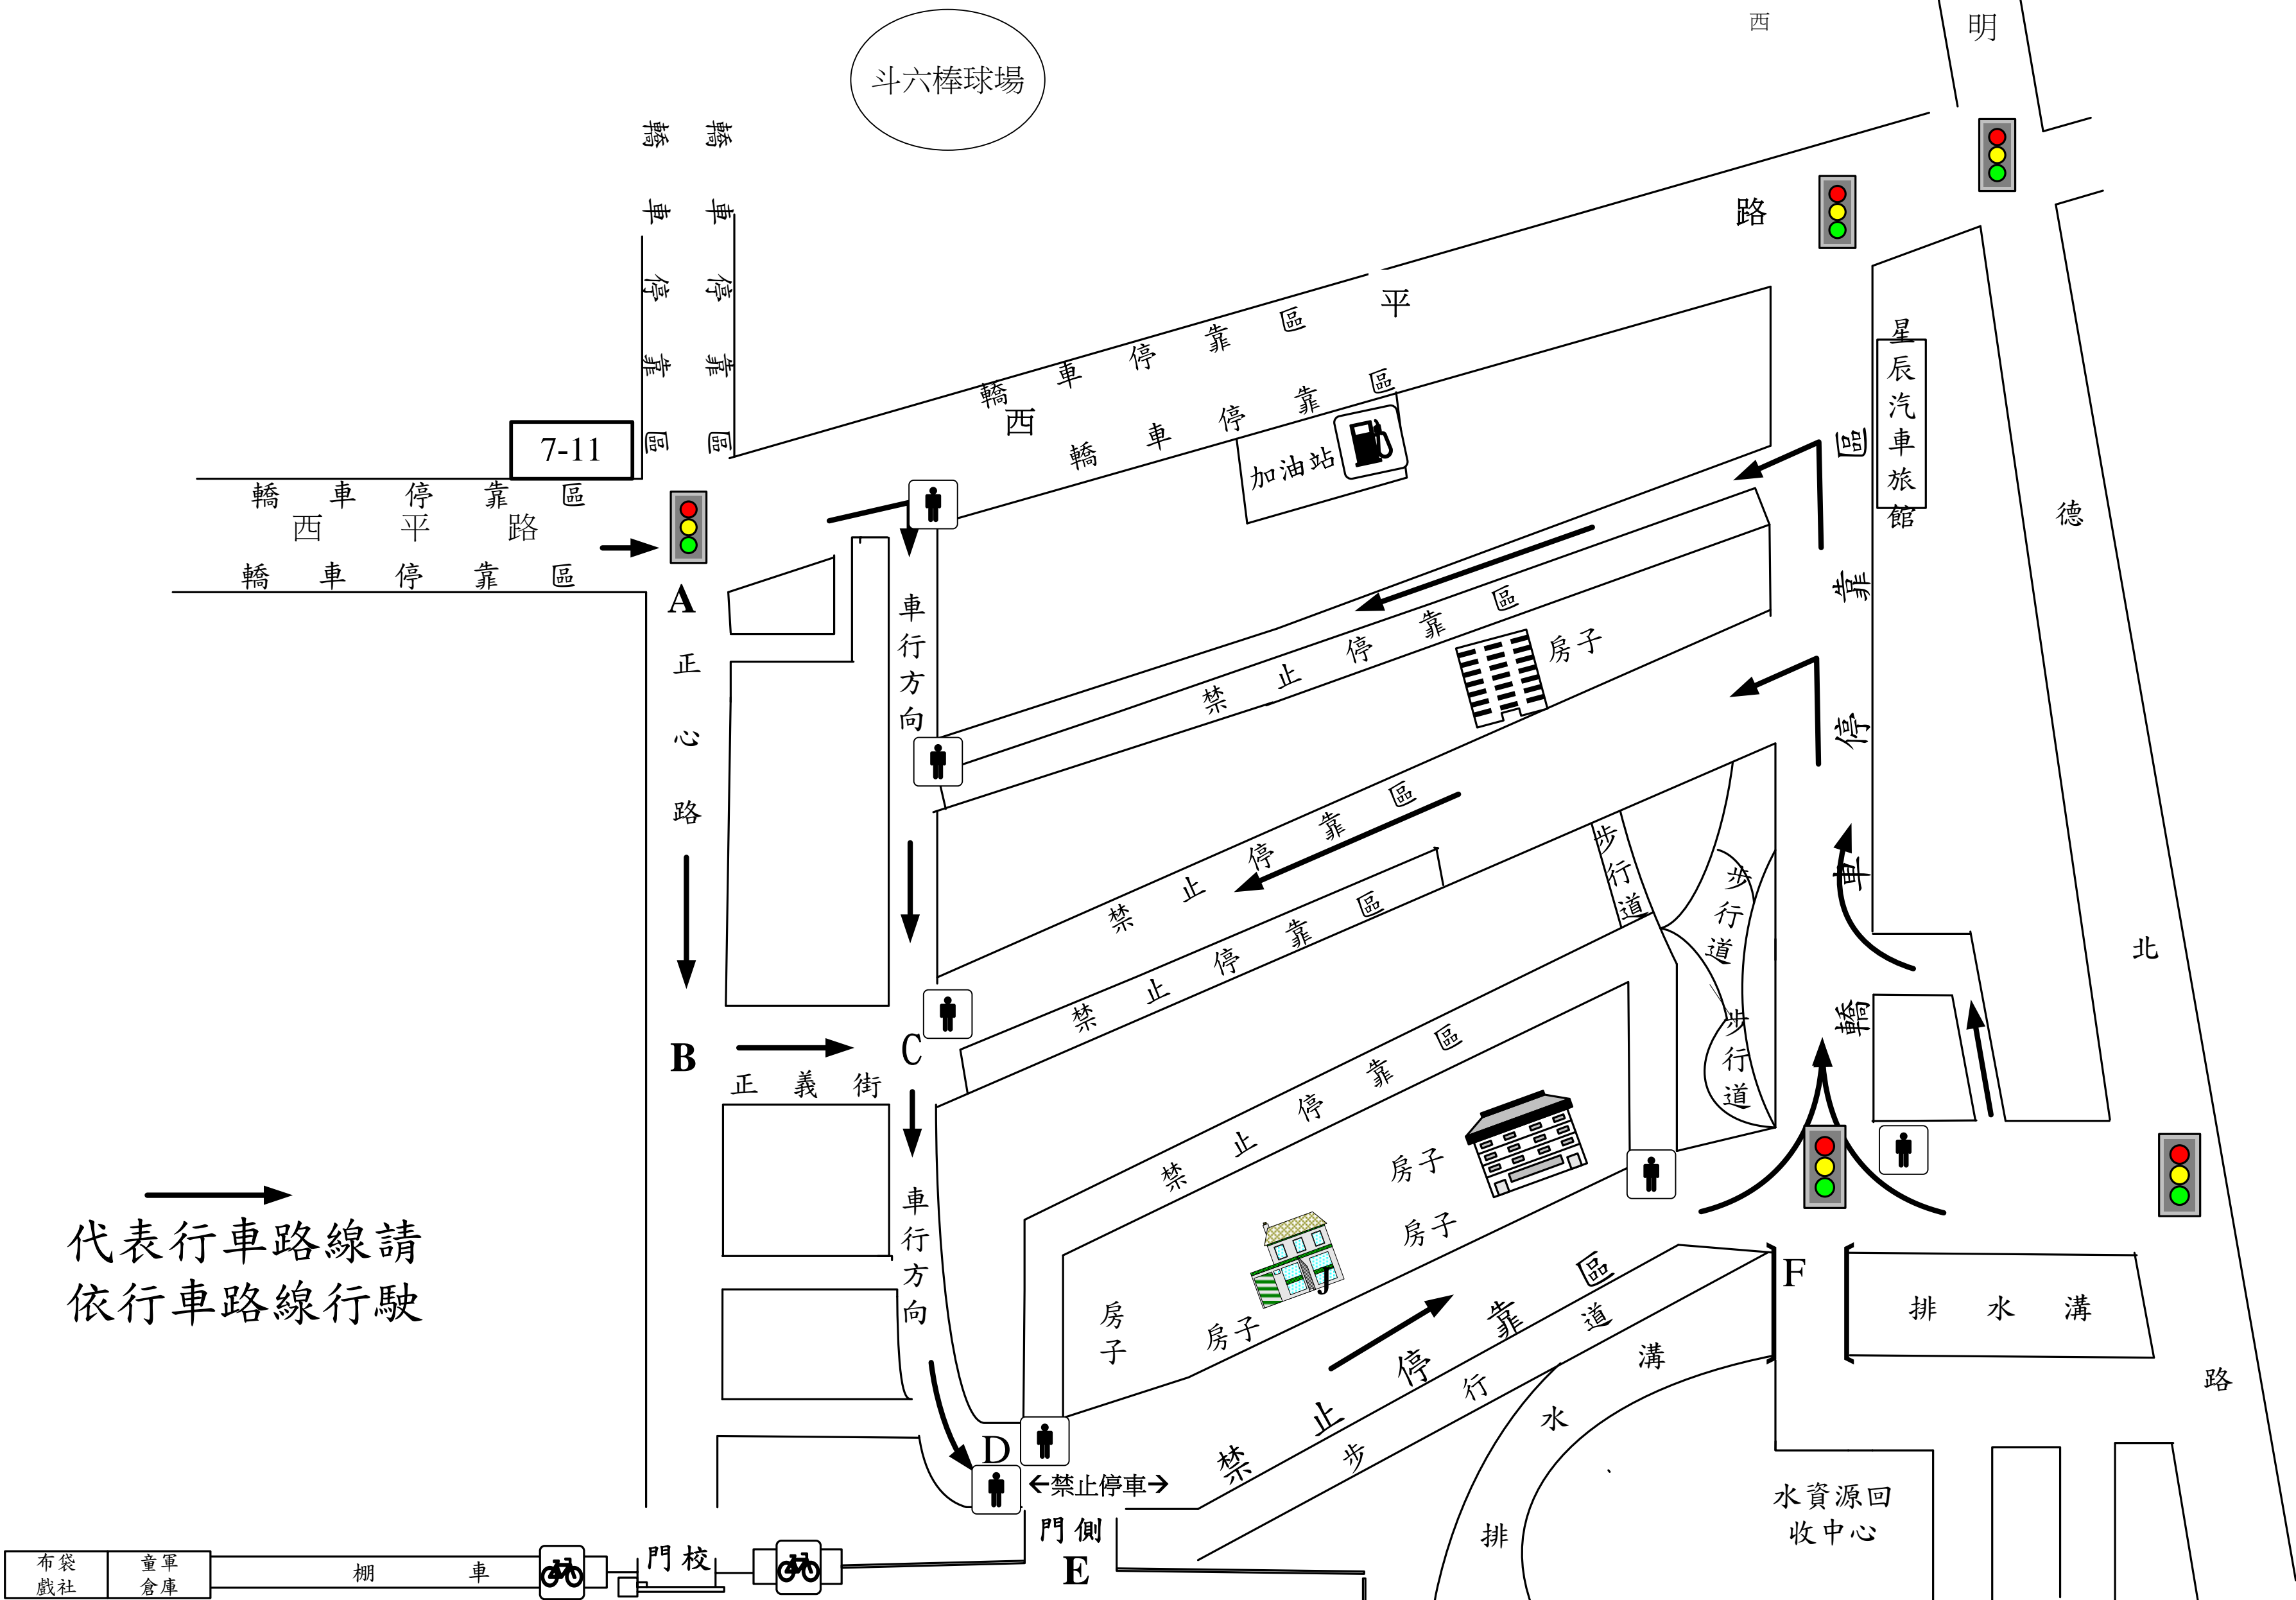 西
明
斗六棒球場
轎車停靠區
轎車停靠區
路
平
轎車停靠區
西
轎車停靠區
加油站
7-11
轎車停靠區
西平路
轎車停靠區
A
正心路
車行方向
星辰汽車旅館
轎車停靠區
德
北
路
禁止停靠區
房子
禁止停靠區
禁止停靠區
步行道
步行道
步行道
B
正義街
C
車行方向
禁止停靠區
房子
房子
J
房子
房子
禁止停靠區
步行道
排水溝
F
排水溝
代表行車路線請
依行車路線行駛
D
←禁止停車→
門側
E
水資源回
收中心
門校
布袋
戲社
童軍
倉庫
棚車